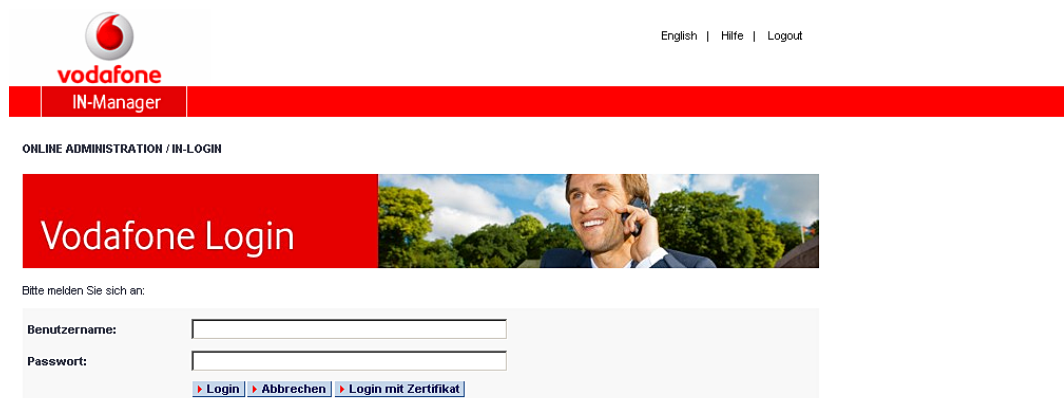 English | Hilfe | Logout
vodafone
IN-Manager
ONLINE ADMINISTRATION / IN-LOGIN
Vodafone Login
Bitte melden Sie sich an:
Benutzername:
Passwort:
Login Abbrechen Login mit Zertifikat